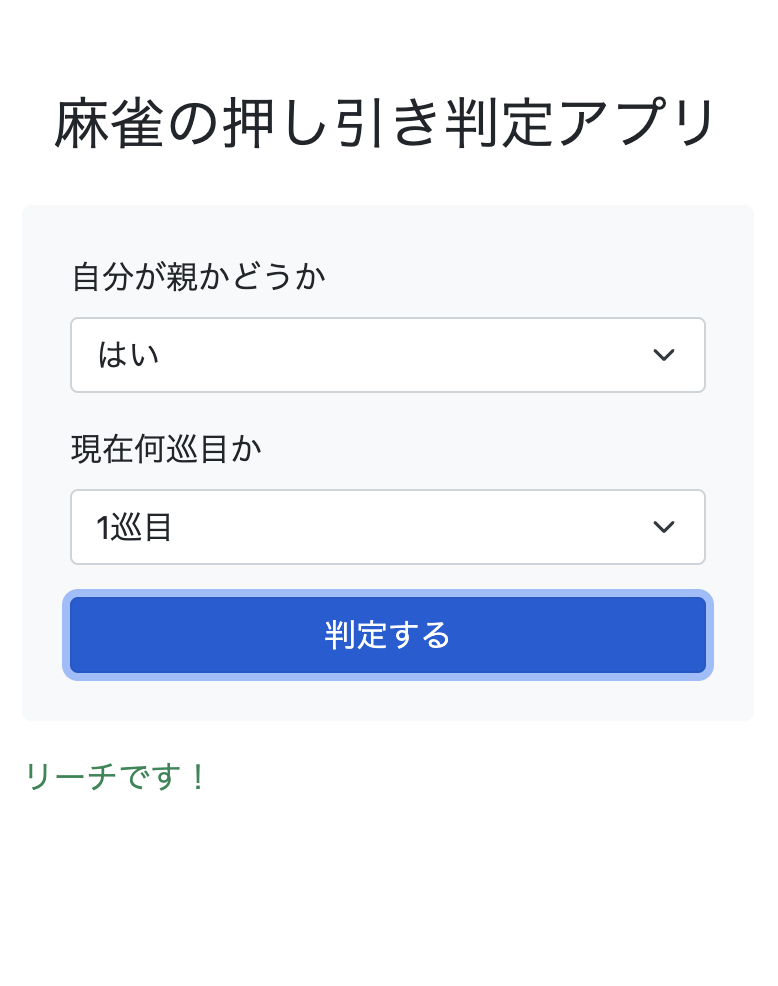 麻雀の押し引き判定アプリ
自分が親かどうか
はい
現在何巡目か
1巡目
判定する
リーチです！